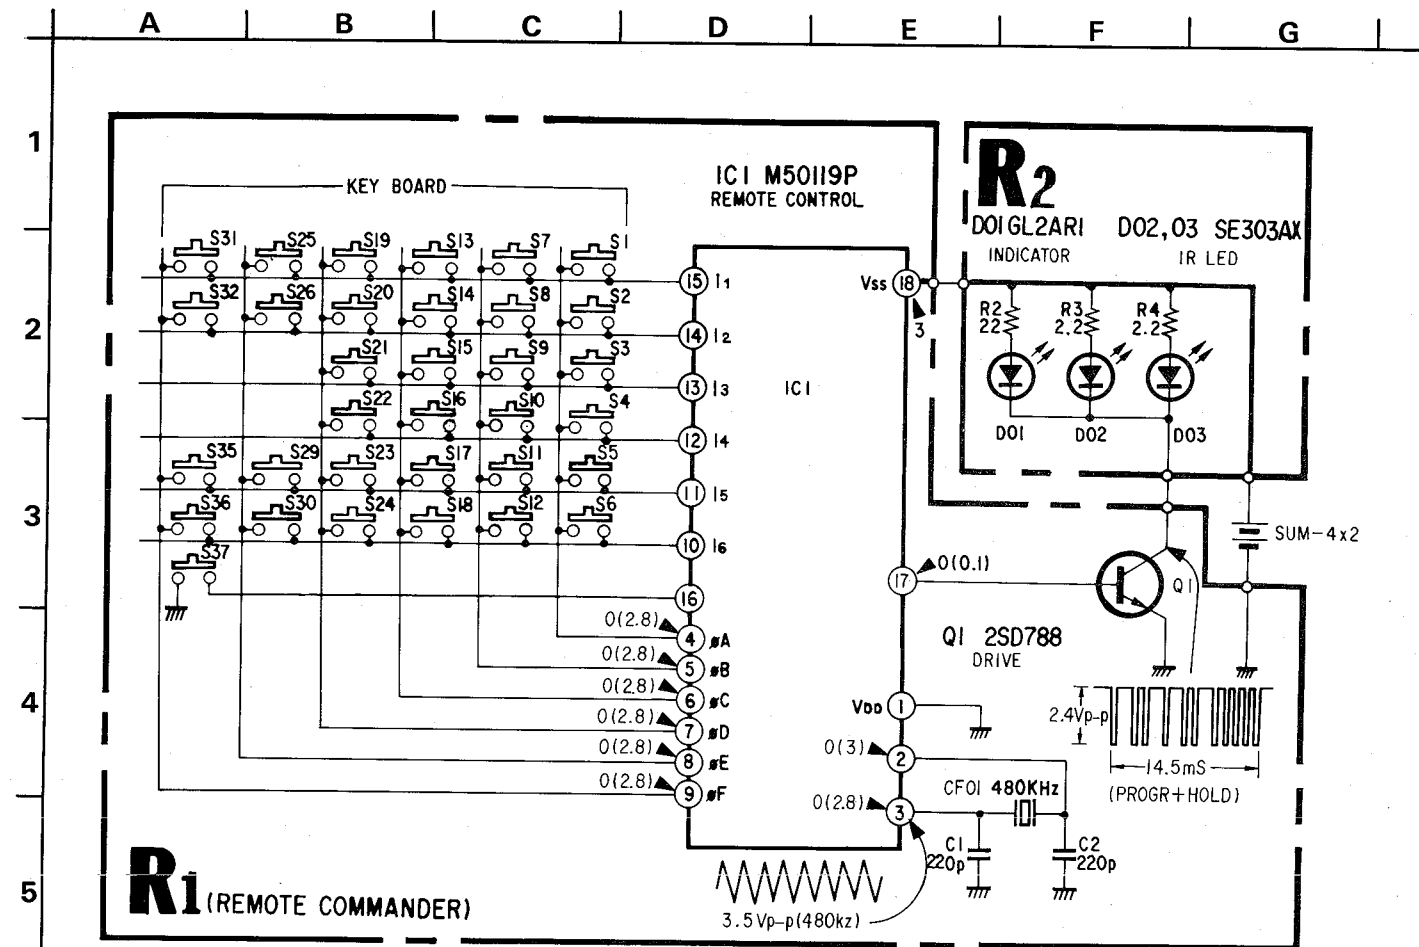 A B C D E F G
1
R2
IC1 M50119P
REMOTE CONTROL
KEY BOARD
D01 GL2AR1 D02,03 SE303AX
INDICATOR IR LED
S31 S25 S19 S13 S7 S1
15 I1
Vss 18
3
S32 S26 S20 S14 S8 S2
R2 22 R3 2.2 R4 2.2
2
14 I2
S21 S15 S9 S3
13 I3
IC1
S22 S16 S10 S4
D01 D02 D03
12 I4
S35 S29 S23 S17 S11 S5
11 I5
S36 S30 S24 S18 S12 S6
3
10 I6
SUM-4x2
S37
17 0(0.1)
Q1
16
0(2.8) 4 øA
Q1 2SD788
DRIVE
0(2.8) 5 øB
0(2.8) 6 øC
4
VDD 1
2.4Vp-p
0(2.8) 7 øD
0(3) 2
0(2.8) 8 øE
14.5mS
(PROGR+HOLD)
0(2.8) 9 øF
CF01 480KHz
0(2.8) 3
C1 220p
C2 220p
5
R1 (REMOTE COMMANDER)
3.5Vp-p(480kz)